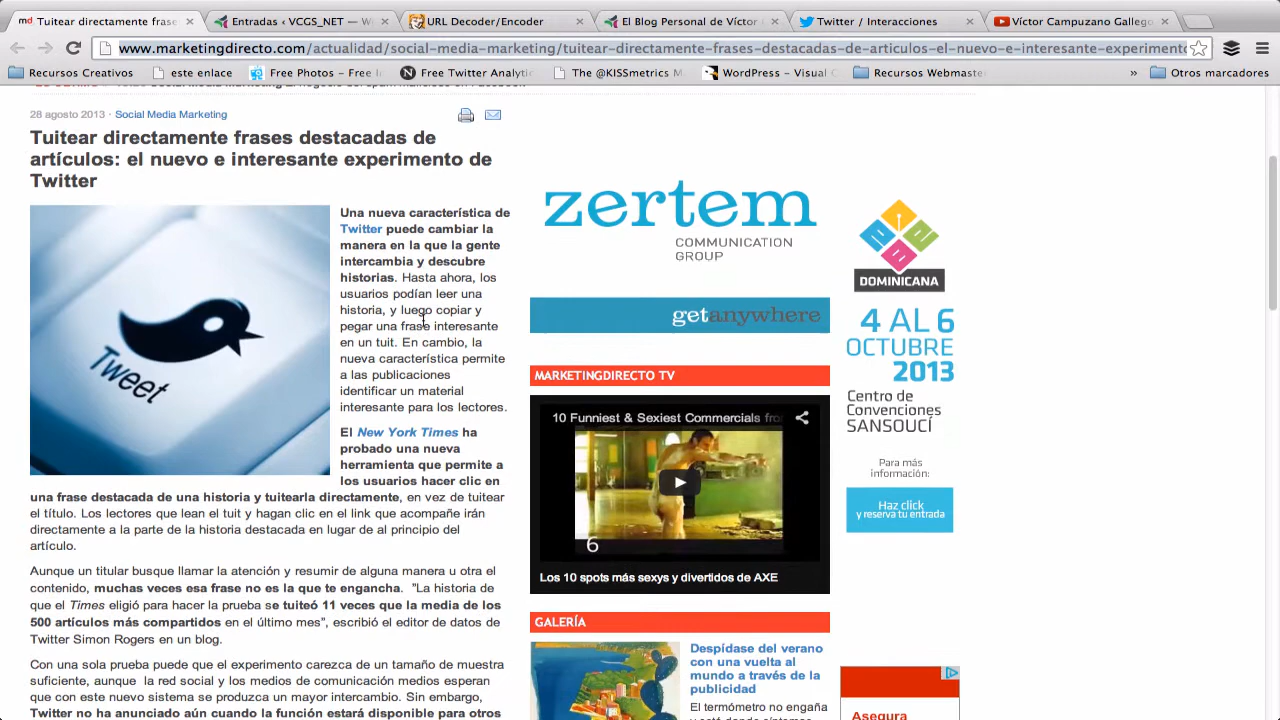 Tuitear directamente frases
Entradas ‹ VCGS_NET — W
URL Decoder/Encoder
El Blog Personal de Víctor
Twitter / Interacciones
Víctor Campuzano Gallego
www.marketingdirecto.com/actualidad/social-media-marketing/tuitear-directamente-frases-destacadas-de-articulos-el-nuevo-e-interesante-experimento
Recursos Creativos
este enlace
Free Photos - Free I
Free Twitter Analytic
The @KISSmetrics M
WordPress – Visual C
Recursos Webmaster
»
Otros marcadores
28 agosto 2013 · Social Media Marketing
Tuitear directamente frases destacadas de
artículos: el nuevo e interesante experimento de
Twitter
Tweet
Una nueva característica de
Twitter puede cambiar la
manera en la que la gente
intercambia y descubre
historias. Hasta ahora, los
usuarios podían leer una
historia, y luego copiar y
pegar una frase interesante
en un tuit. En cambio, la
nueva característica permite
a las publicaciones
identificar un material
interesante para los lectores.
El New York Times ha
probado una nueva
herramienta que permite a
los usuarios hacer clic en
una frase destacada de una historia y tuitearla directamente, en vez de tuitear
el título. Los lectores que lean el tuit y hagan clic en el link que acompañe irán
directamente a la parte de la historia destacada en lugar de al principio del
artículo.
Aunque un titular busque llamar la atención y resumir de alguna manera u otra el
contenido, muchas veces esa frase no es la que te engancha. "La historia de
que el Times eligió para hacer la prueba se tuiteó 11 veces que la media de los
500 artículos más compartidos en el último mes", escribió el editor de datos de
Twitter Simon Rogers en un blog.
Con una sola prueba puede que el experimento carezca de un tamaño de muestra
suficiente, aunque la red social y los medios de comunicación medios esperan
que con este nuevo sistema se produzca un mayor intercambio. Sin embargo,
Twitter no ha anunciado aún cuando la función estará disponible para otros
zertem
COMMUNICATION
GROUP
getanywhere
MARKETINGDIRECTO TV
10 Funniest & Sexiest Commercials fro
6
Los 10 spots más sexys y divertidos de AXE
GALERÍA
Despídase del verano
con una vuelta al
mundo a través de la
publicidad
El termómetro no engaña
DOMINICANA
4 AL 6
OCTUBRE
2013
Centro de
Convenciones
SANSOUCÍ
Para más
información:
Haz click
y reserva tu entrada
Asegura